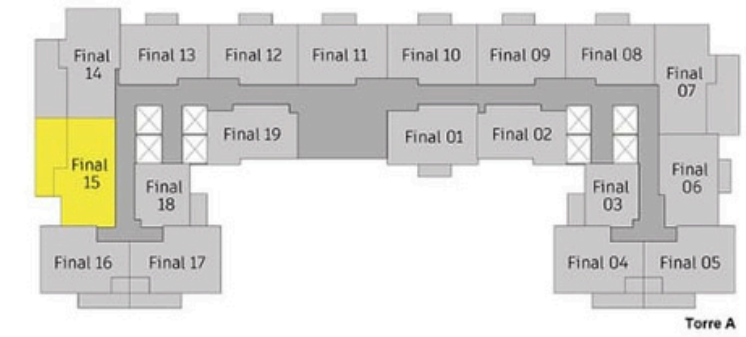 Final 13
Final 12
Final 11
Final 10
Final 09
Final 08
Final
14
Final
07
Final 19
Final 01
Final 02
Final
15
Final
18
Final
03
Final
06
Final 16
Final 17
Final 04
Final 05
Torre A